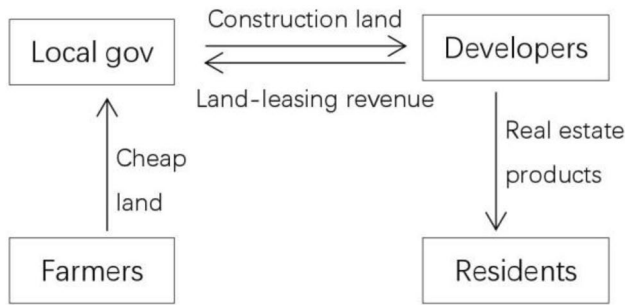 Construction land
Local gov
Developers
Land-leasing revenue
Cheap
land
Real estate
products
Farmers
Residents